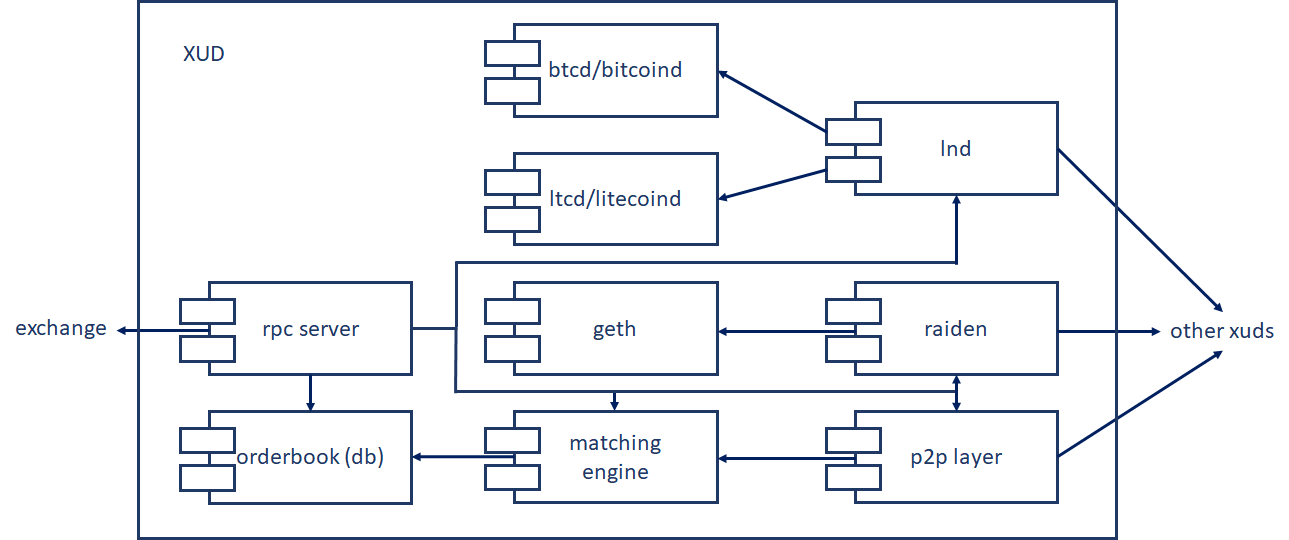 XUD
btcd/bitcoind
lnd
ltcd/litecoind
exchange
rpc server
geth
raiden
other xuds
orderbook (db)
matching
engine
p2p layer